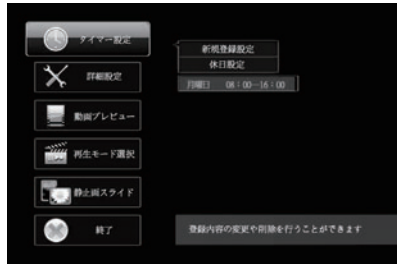 タイマー設定
詳細設定
動画プレビュー
再生モード選択
静止画スライド
終了
新規登録設定
休日設定
月曜日 08:00--16:00
登録内容の変更や削除を行うことができます